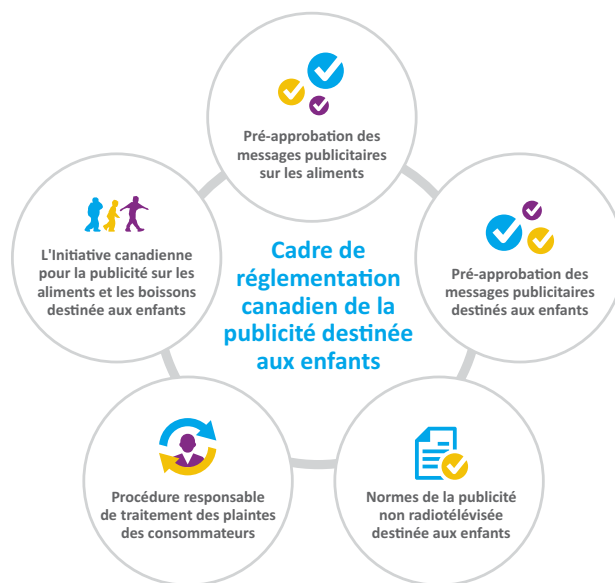 Pré-approbation des
messages publicitaires
sur les aliments
L'Initiative canadienne
pour la publicité sur les
aliments et les boissons
destinée aux enfants
Cadre de
réglementation
canadien de la
publicité destinée
aux enfants
Pré-approbation des
messages publicitaires
destinés aux enfants
Procédure responsable
de traitement des plaintes
des consommateurs
Normes de la publicité
non radiotélévisée
destinée aux enfants